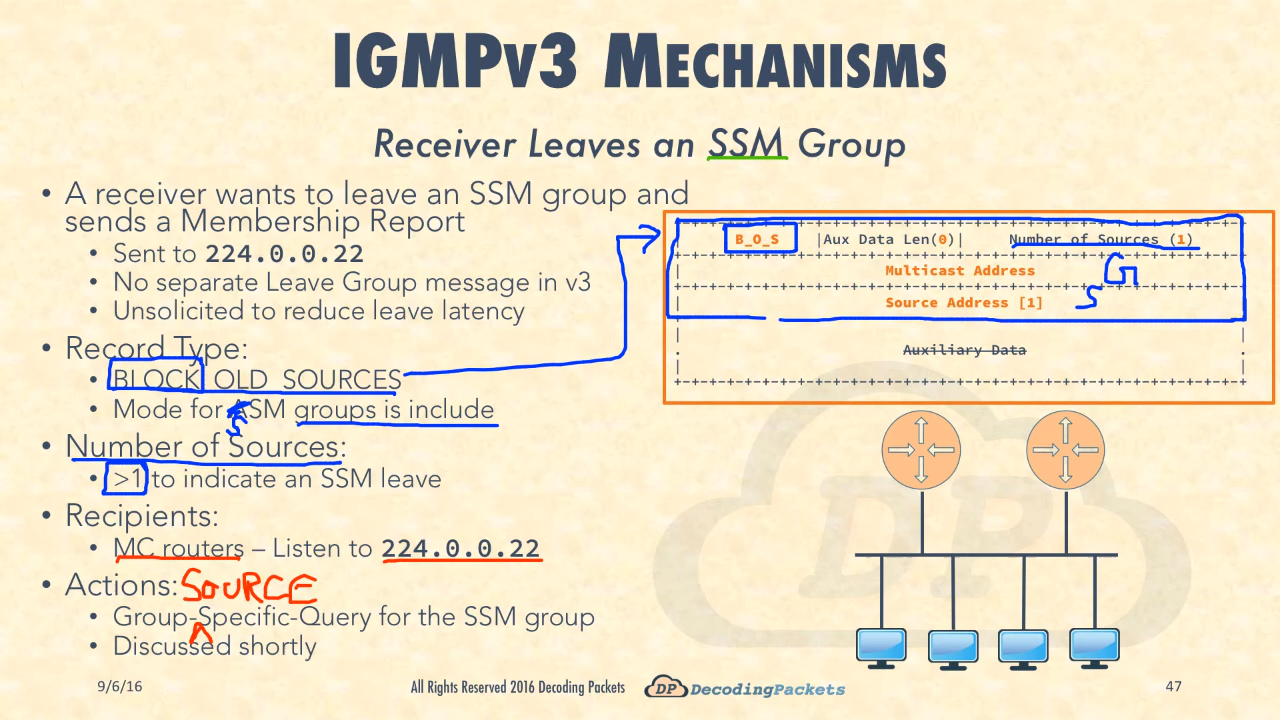 IGMPv3 MECHANISMS
Receiver Leaves an SSM Group
• A receiver wants to leave an SSM group and
sends a Membership Report
• Sent to 224.0.0.22
• No separate Leave Group message in v3
• Unsolicited to reduce leave latency
• Record Type:
• BLOCK_OLD_SOURCES
• Mode for ASM groups is include
S
• Number of Sources:
• >1 to indicate an SSM leave
• Recipients:
• MC routers – Listen to 224.0.0.22
• Actions: SOURCE
• Group-Specific-Query for the SSM group
• Discussed shortly
B_O_S |Aux Data Len(0)| Number of Sources (1)
Multicast Address G
Source Address [1] S
Auxiliary Data
DP
9/6/16
All Rights Reserved 2016 Decoding Packets
DP DecodingPackets
47